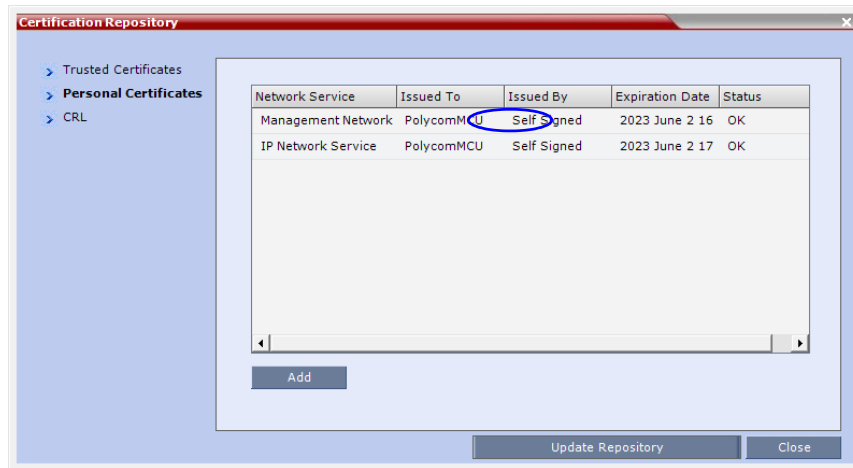 Certification Repository
Trusted Certificates
Personal Certificates
CRL
Network Service Issued To Issued By Expiration Date Status
Management Network PolycomMCU Self Signed 2023 June 2 16 OK
IP Network Service PolycomMCU Self Signed 2023 June 2 17 OK
Add
Update Repository Close